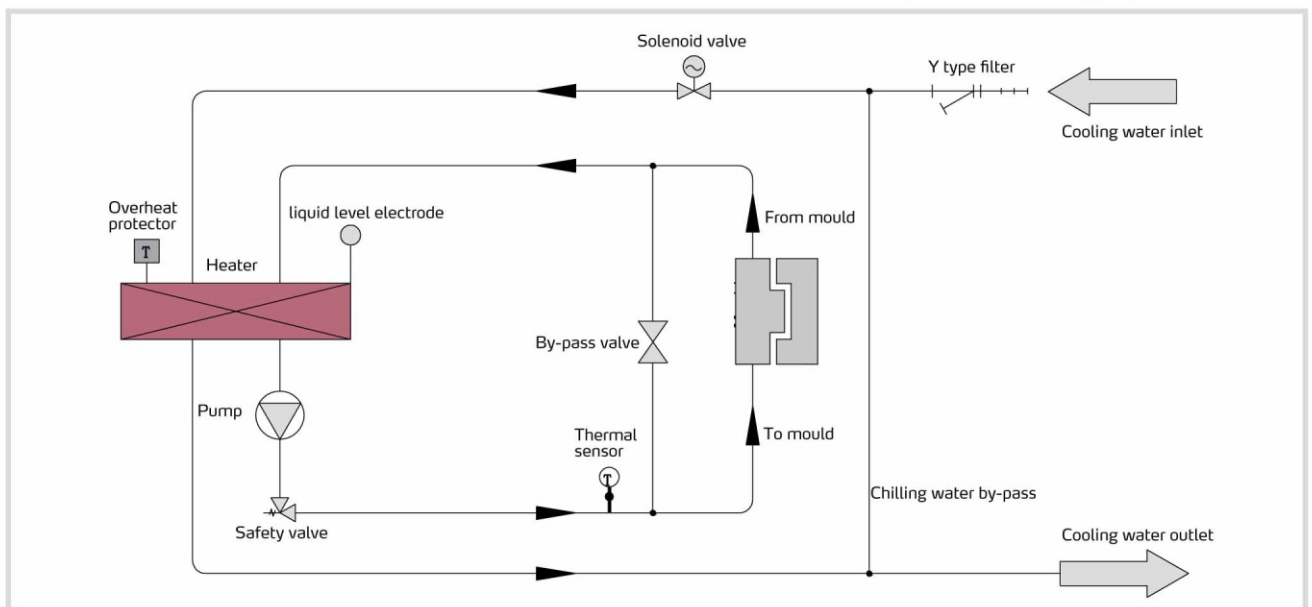 Solenoid valve
Y type filter
Cooling water inlet
Overheat
protector
T
liquid level electrode
Heater
From mould
By-pass valve
Pump
Thermal
sensor
T
To mould
Chilling water by-pass
Safety valve
Cooling water outlet